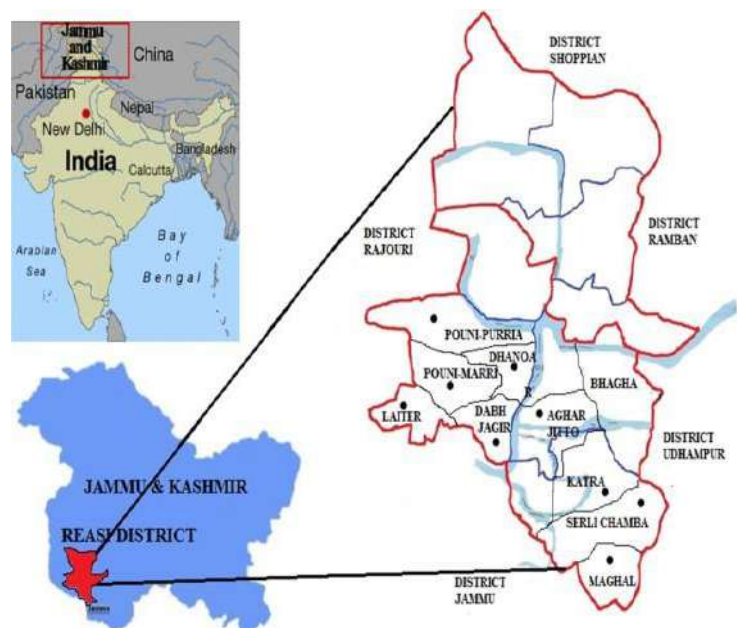 Jammu
and
Kashmir
China
Pakistan
Nepal
New Delhi
India
Bangladesh
Calcutta
Arabian
Sea
Bay
of
Bengal
JAMMU & KASHMIR
REASI DISTRICT
Jammu
DISTRICT
SHOPPIAN
DISTRICT
RAJOURI
DISTRICT
RAMBAN
POUNI-PURRIA
DHANOA
R
POUNI-MARRI
BHAGHA
LAITER
DABH
JAGIR
AGHAR
JITTO
DISTRICT
UDHAMPUR
KATRA
SERLI CHAMBA
MAGHAL
DISTRICT
JAMMU